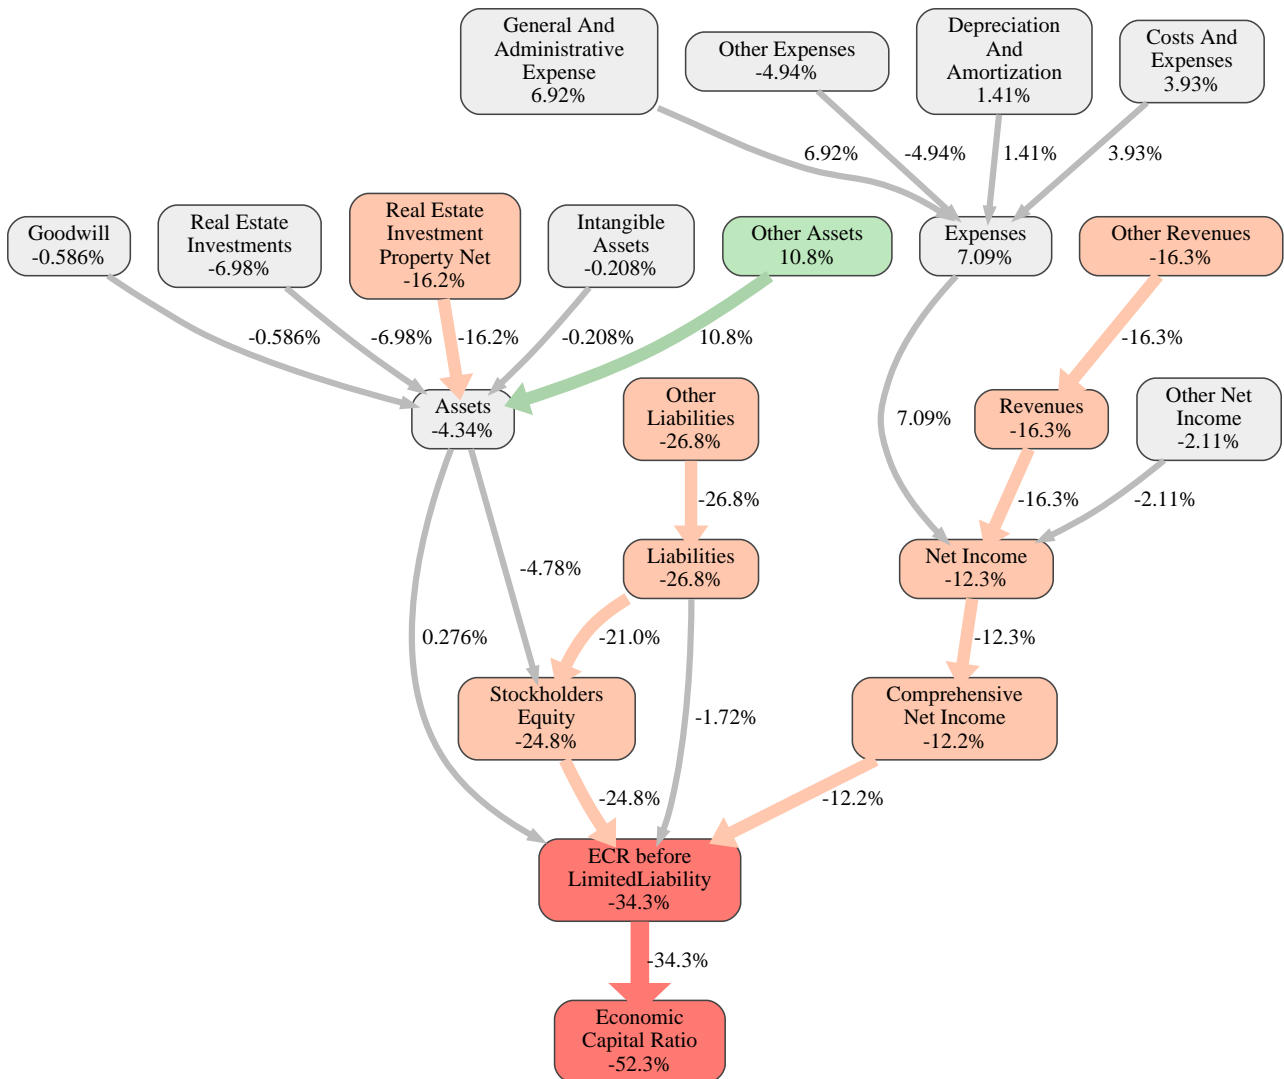 General And
Administrative
Expense
6.92%
Other Expenses
-4.94%
Depreciation
And
Amortization
1.41%
Costs And
Expenses
3.93%
6.92%
-4.94%
1.41%
3.93%
Goodwill
-0.586%
Real Estate
Investments
-6.98%
Real Estate
Investment
Property Net
-16.2%
Intangible
Assets
-0.208%
Other Assets
10.8%
Expenses
7.09%
Other Revenues
-16.3%
-0.586%
-6.98%
-16.2%
-0.208%
10.8%
-16.3%
Assets
-4.34%
Other
Liabilities
-26.8%
7.09%
Revenues
-16.3%
Other Net
Income
-2.11%
-26.8%
-16.3%
-2.11%
-4.78%
Liabilities
-26.8%
Net Income
-12.3%
0.276%
-21.0%
-12.3%
Stockholders
Equity
-24.8%
-1.72%
Comprehensive
Net Income
-12.2%
-24.8%
-12.2%
ECR before
LimitedLiability
-34.3%
-34.3%
Economic
Capital Ratio
-52.3%